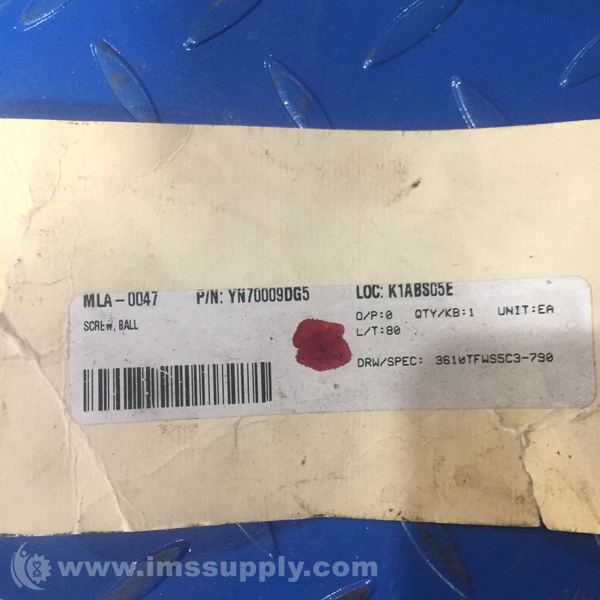 MLA-0047 P/N: YN70009DG5 LOC: K1ABS05E
SCREW, BALL
O/P:0 QTY/KB:1 UNIT:EA
L/T:80
DRW/SPEC: 3610TFWS5C3-790
www.imssupply.com